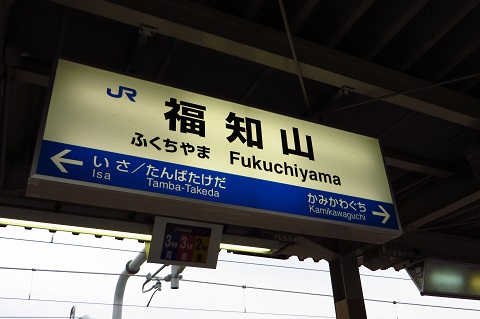 JR
福知山
ふくちやま Fukuchiyama
← いさ/たんばたけだ
Isa Tamba-Takeda
かみかわぐち →
Kamikawaguchi